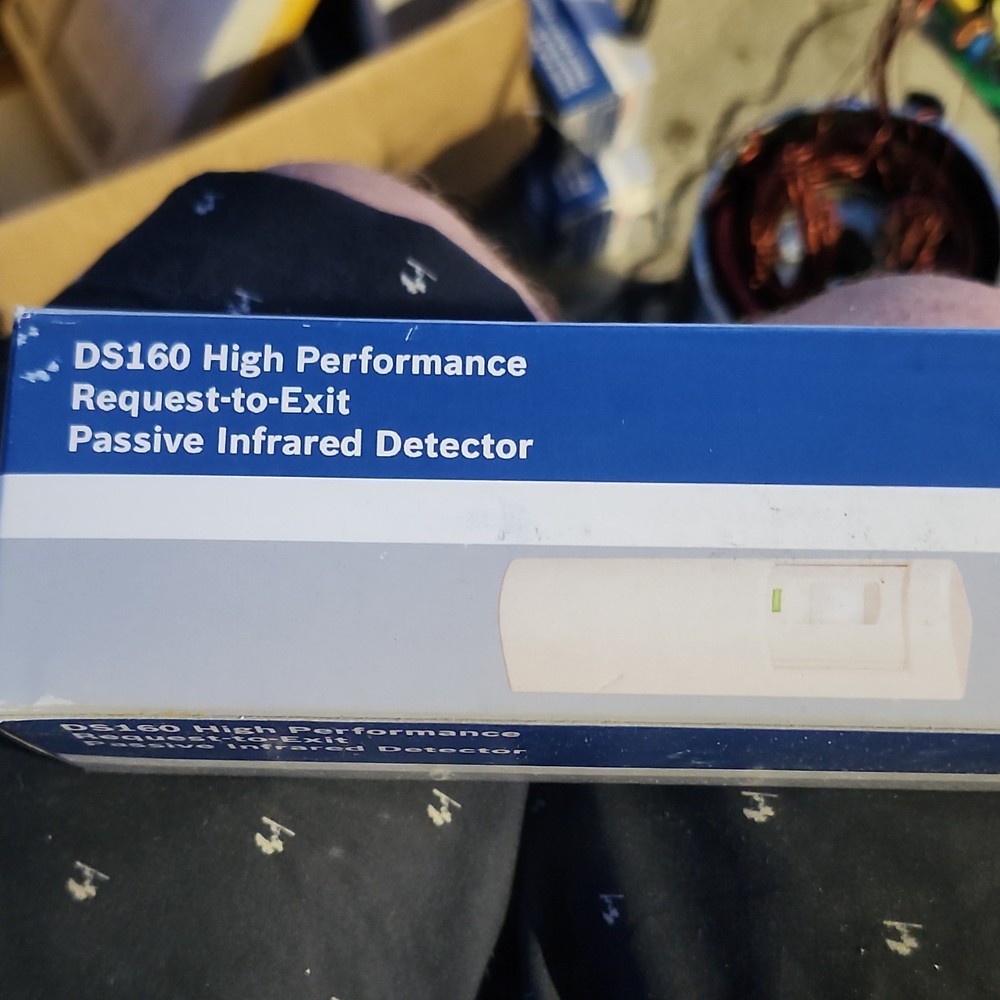 DS160 High Performance
Request-to-Exit
Passive Infrared Detector
DS160 High Performance
Request-to-Exit
Passive Infrared Detector